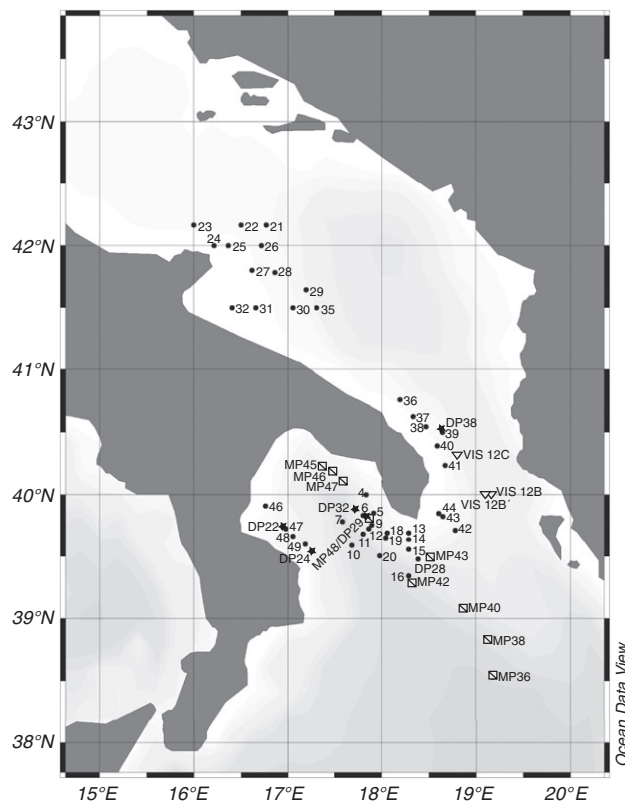 43°N
23 22 21
24 25 26
42°N
27 28
29
32 31 30 35
41°N
36
37 DP38
38 39
40 VIS 12C
41
MP45
MP46
MP47
40°N
4
VIS 12B
VIS 12B´
46 DP32 6 5
44
43
7
DP22 47
9
42
48
12 18 13
11 19 14
49
10
MP48/DP29
DP24
20 15 MP43
DP28
16 MP42
MP40
39°N
MP38
MP36
38°N
15°E 16°E 17°E 18°E 19°E 20°E
Ocean Data View